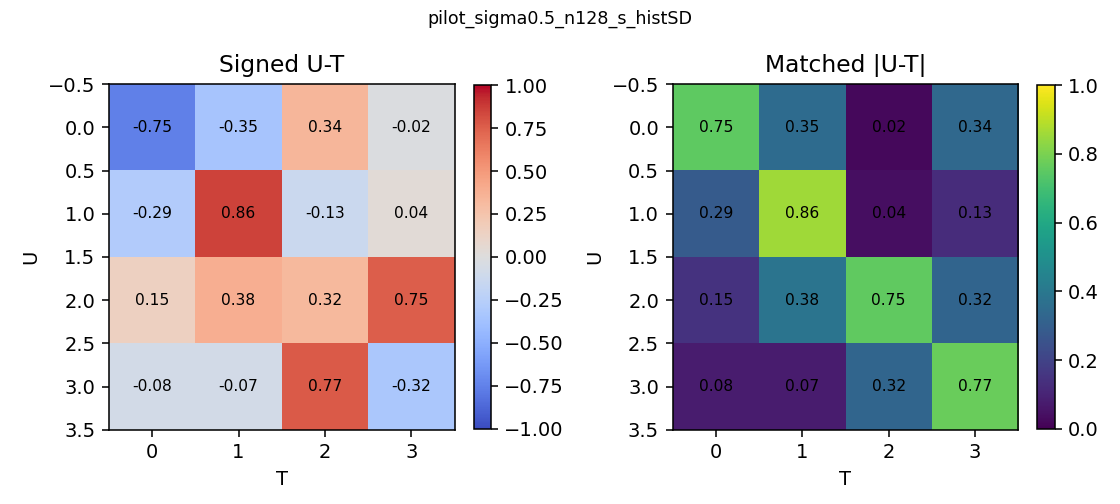 pilot_sigma0.5_n128_s_histSD
Signed U-T
−0.5
0.0
0.5
1.0
1.5
2.0
2.5
3.0
3.5
U
-0.75 -0.35 0.34 -0.02
-0.29 0.86 -0.13 0.04
0.15 0.38 0.32 0.75
-0.08 -0.07 0.77 -0.32
0 1 2 3
T
1.00
0.75
0.50
0.25
0.00
−0.25
−0.50
−0.75
−1.00
Matched |U-T|
−0.5
0.0
0.5
1.0
1.5
2.0
2.5
3.0
3.5
U
0.75 0.35 0.02 0.34
0.29 0.86 0.04 0.13
0.15 0.38 0.75 0.32
0.08 0.07 0.32 0.77
0 1 2 3
T
1.0
0.8
0.6
0.4
0.2
0.0